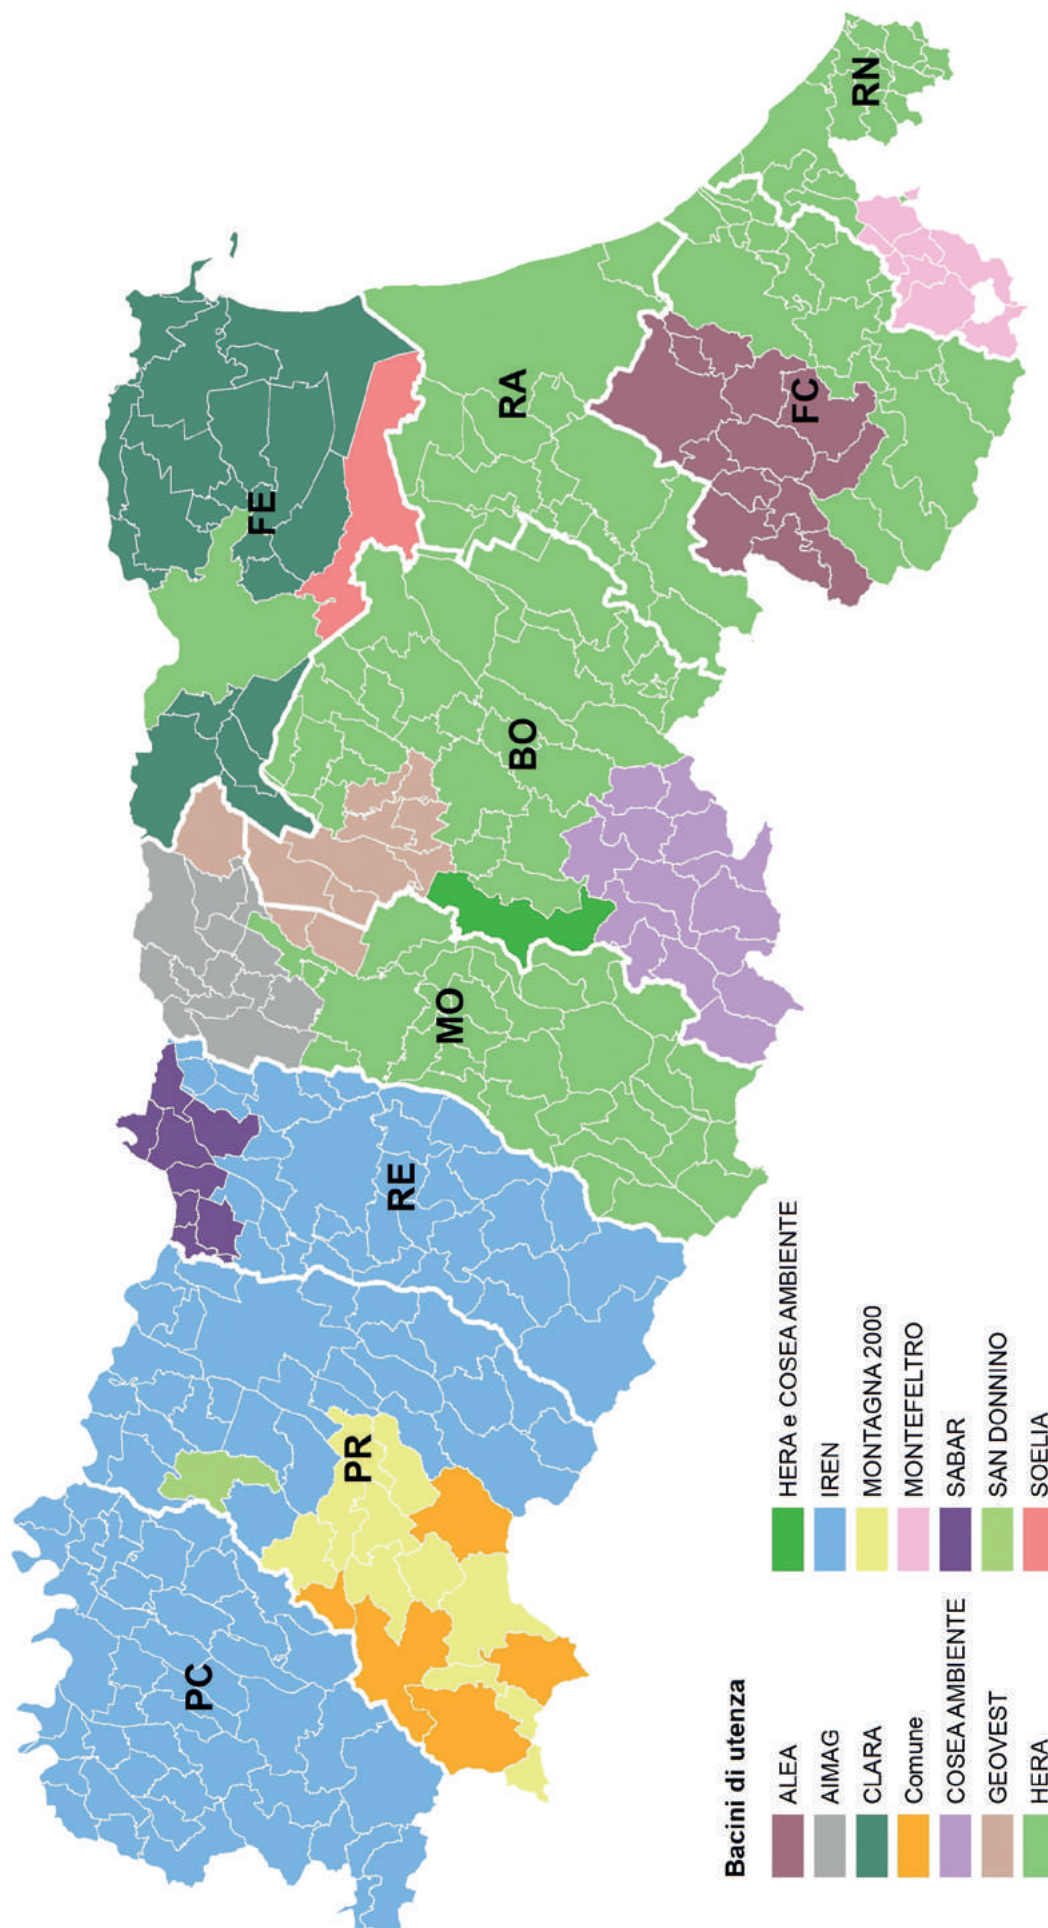 PC
PR
RE
MO
BO
FE
RA
FC
RN
Bacini di utenza
ALEA
AIMAG
CLARA
Comune
COSEA AMBIENTE
GEOVEST
HERA
HERA e COSEA AMBIENTE
IREN
MONTAGNA 2000
MONTEFELTRO
SABAR
SAN DONNINO
SOELIA